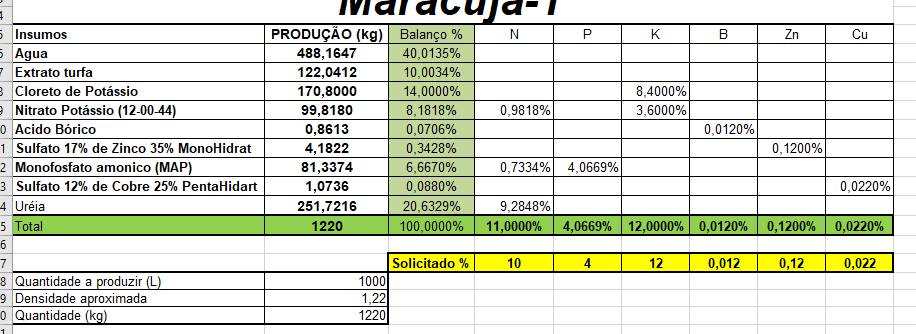 Maracujá-1
Insumos PRODUÇÃO (kg) Balanço % N P K B Zn Cu
Agua 488,1647 40,0135%
Extrato turfa 122,0412 10,0034%
Cloreto de Potássio 170,8000 14,0000% 8,4000%
Nitrato Potássio (12-00-44) 99,8180 8,1818% 0,9818% 3,6000%
Acido Bórico 0,8613 0,0706% 0,0120%
Sulfato 17% de Zinco 35% MonoHidrat 4,1822 0,3428% 0,1200%
Monofosfato amonico (MAP) 81,3374 6,6670% 0,7334% 4,0669%
Sulfato 12% de Cobre 25% PentaHidart 1,0736 0,0880% 0,0220%
Uréia 251,7216 20,6329% 9,2848%
Total 1220 100,0000% 11,0000% 4,0669% 12,0000% 0,0120% 0,1200% 0,0220%
Solicitado % 10 4 12 0,012 0,12 0,022
Quantidade a produzir (L) 1000
Densidade aproximada 1,22
Quantidade (kg) 1220